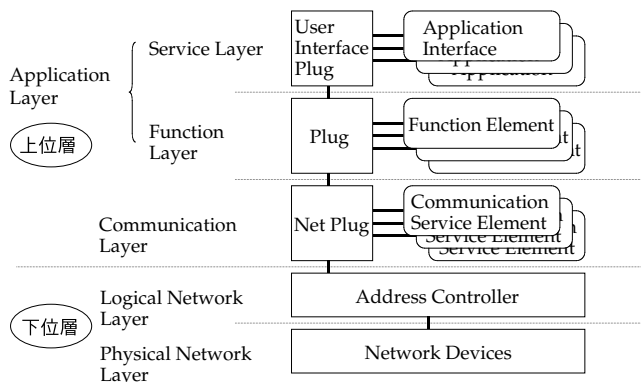 User
Interface
Plug
Application
Interface
Application
Service Layer
Application
Layer
上位層
Function
Layer
Plug
Function Element
Communication
Service Element
Service Element
Service Element
Net Plug
Communication
Layer
Logical Network
Layer
Address Controller
下位層
Physical Network
Layer
Network Devices